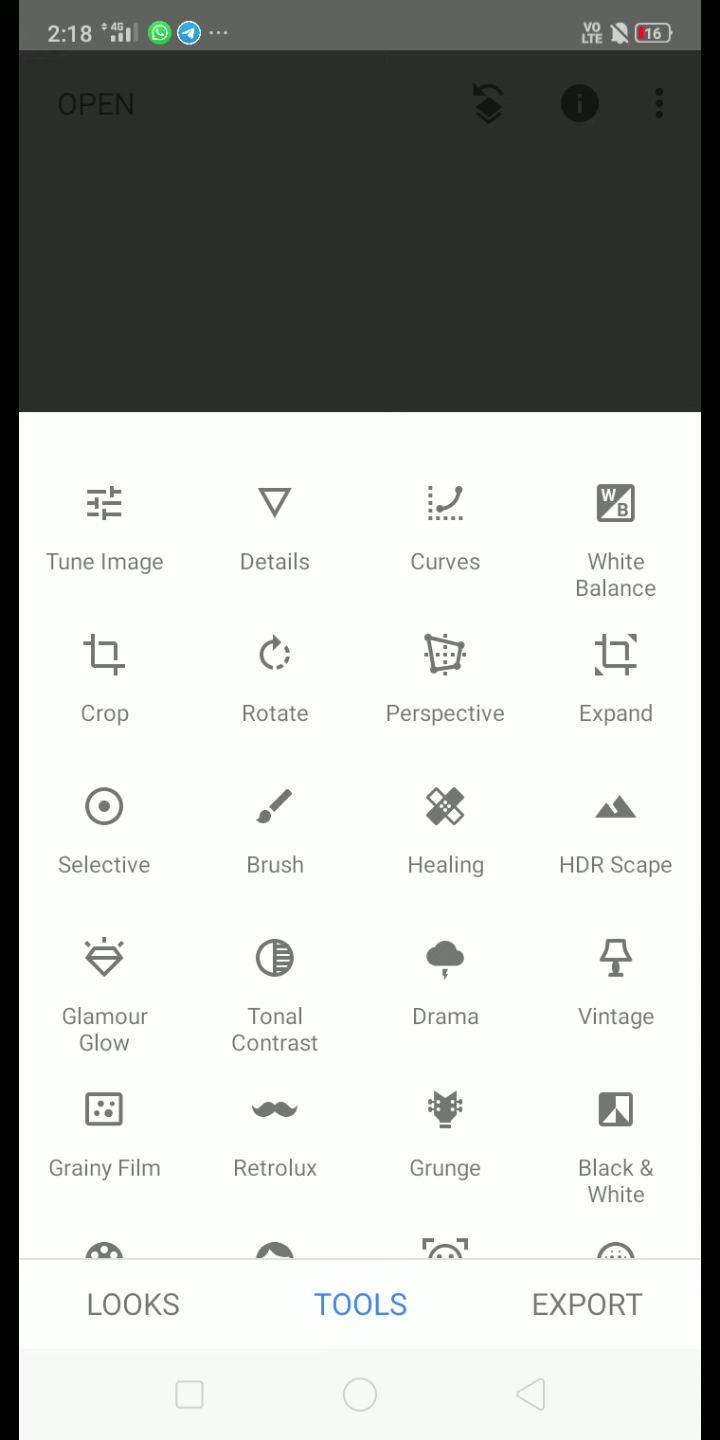 2:18 4G VO LTE 16
OPEN
Tune Image Details Curves White Balance
W B
Crop Rotate Perspective Expand
Selective Brush Healing HDR Scape
Glamour Glow Tonal Contrast Drama Vintage
Grainy Film Retrolux Grunge Black & White
LOOKS TOOLS EXPORT